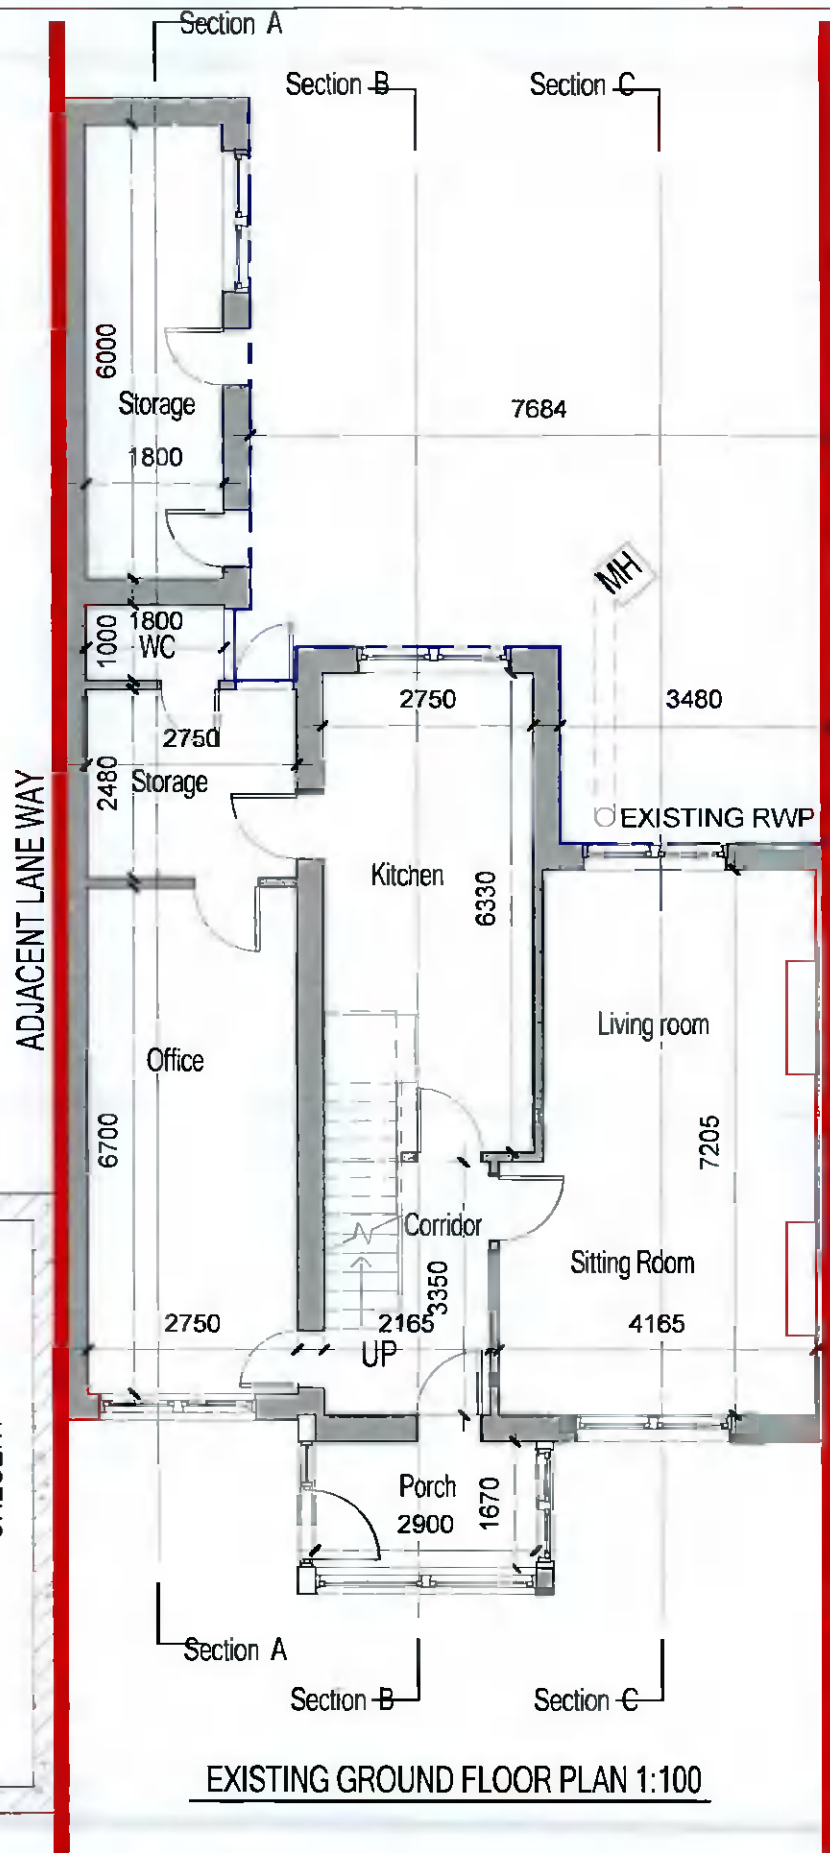 Section A
Section B
Section C
6000
Storage
1800
7684
MH
1800
1000
WC
2750
3480
2750
2480
Storage
EXISTING RWP
Kitchen
6330
ADJACENT LANE WAY
Living room
Office
6700
7205
Corridor
Sitting Room
3350
2750
2165
4165
UP
Porch
2900
1670
Section A
Section B
Section C
EXISTING GROUND FLOOR PLAN 1:100